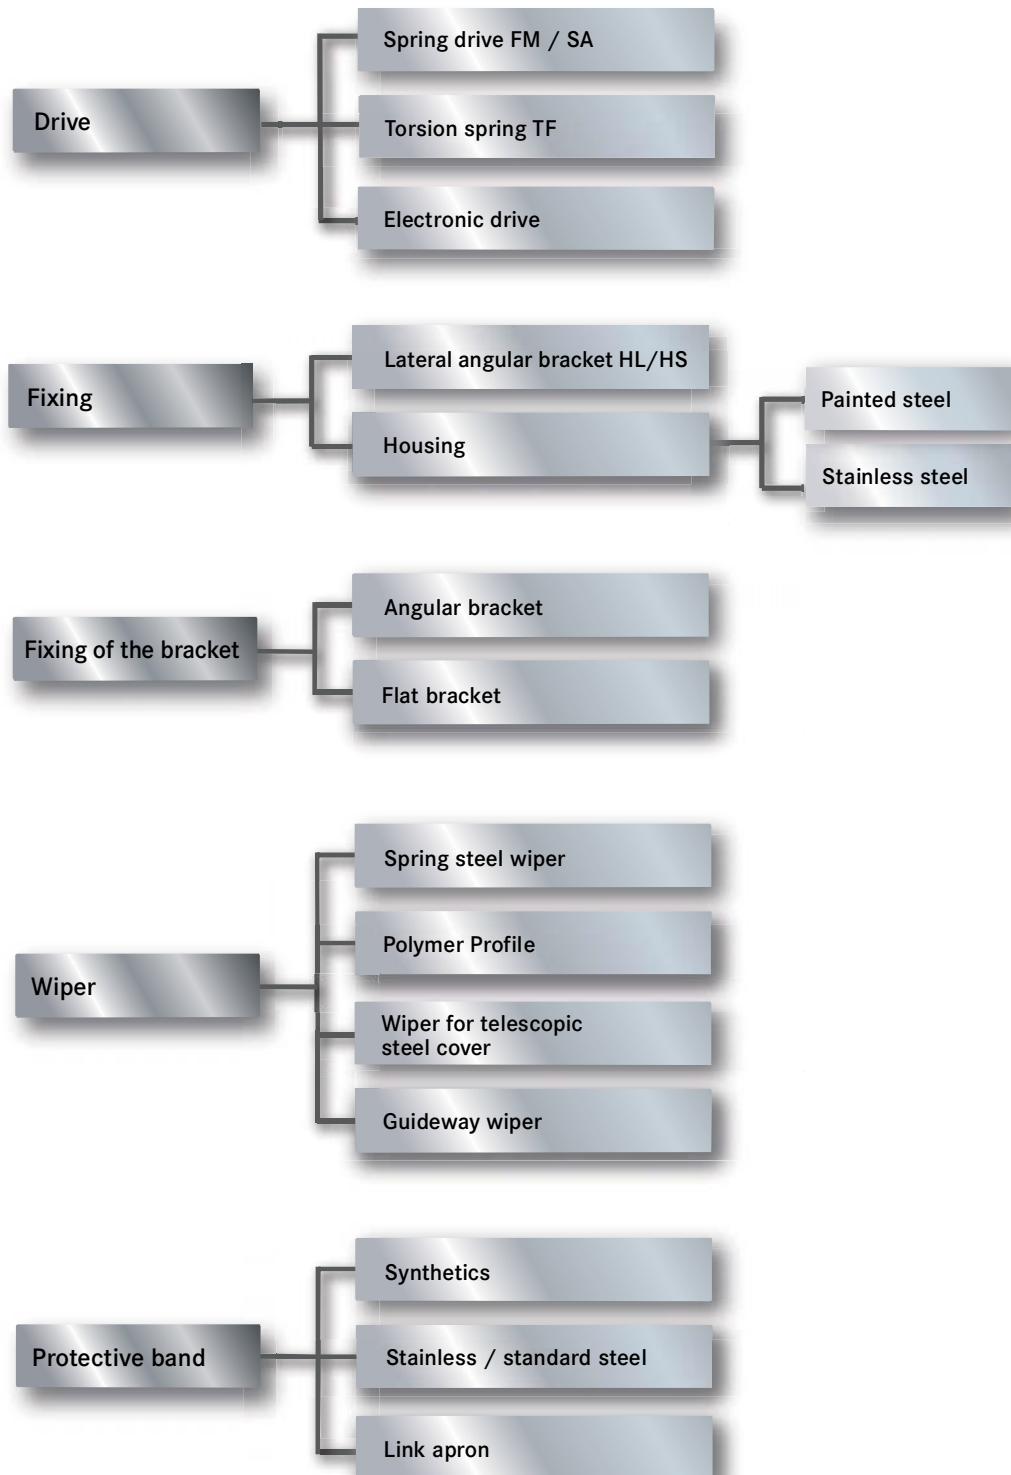 Drive
Spring drive FM / SA
Torsion spring TF
Electronic drive
Fixing
Lateral angular bracket HL/HS
Housing
Painted steel
Stainless steel
Fixing of the bracket
Angular bracket
Flat bracket
Wiper
Spring steel wiper
Polymer Profile
Wiper for telescopic
steel cover
Guideway wiper
Protective band
Synthetics
Stainless / standard steel
Link apron